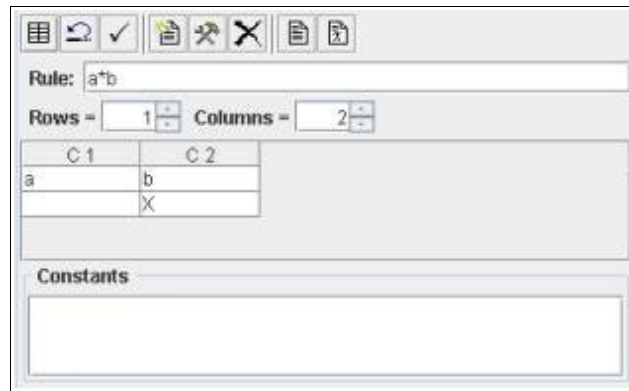 Rule: a*b
Rows = 1 Columns = 2
C 1 C 2
a b
X
Constants